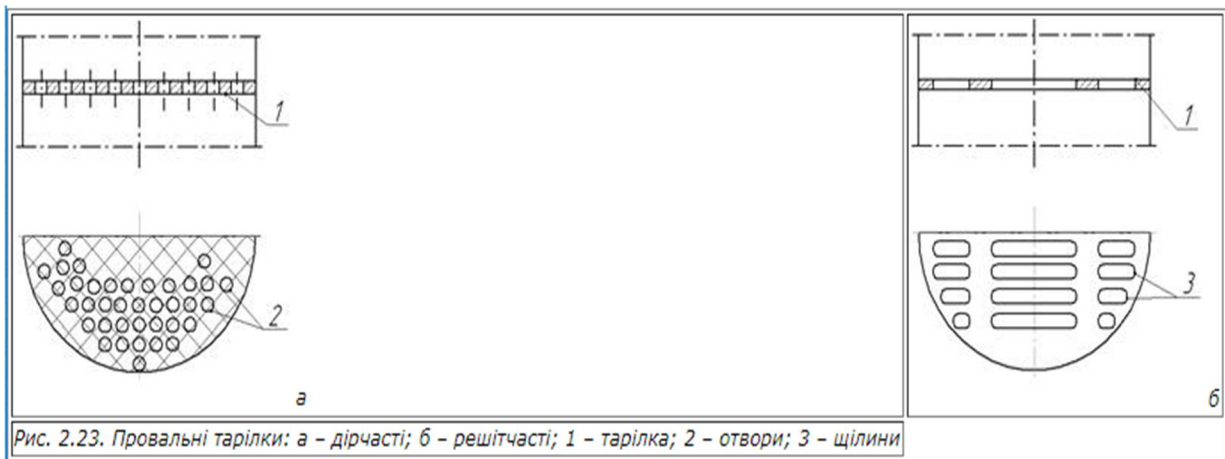 1
2
а
1
3
б
Рис. 2.23. Провальні тарілки: а – дірчасті; б – решітчасті; 1 – тарілка; 2 – отвори; 3 – щілини